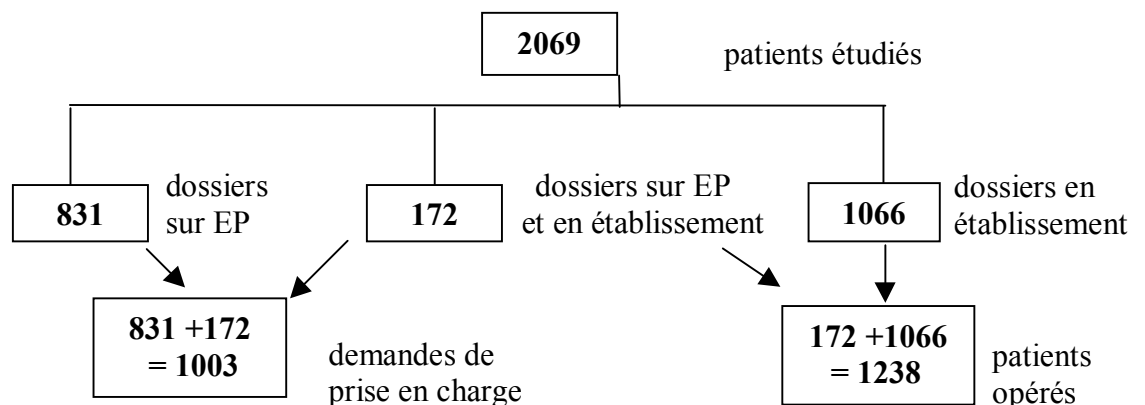 2069
patients étudiés
831
dossiers
sur EP
172
dossiers sur EP
et en établissement
1066
dossiers en
établissement
831 +172
= 1003
demandes de
prise en charge
172 +1066
= 1238
patients
opérés